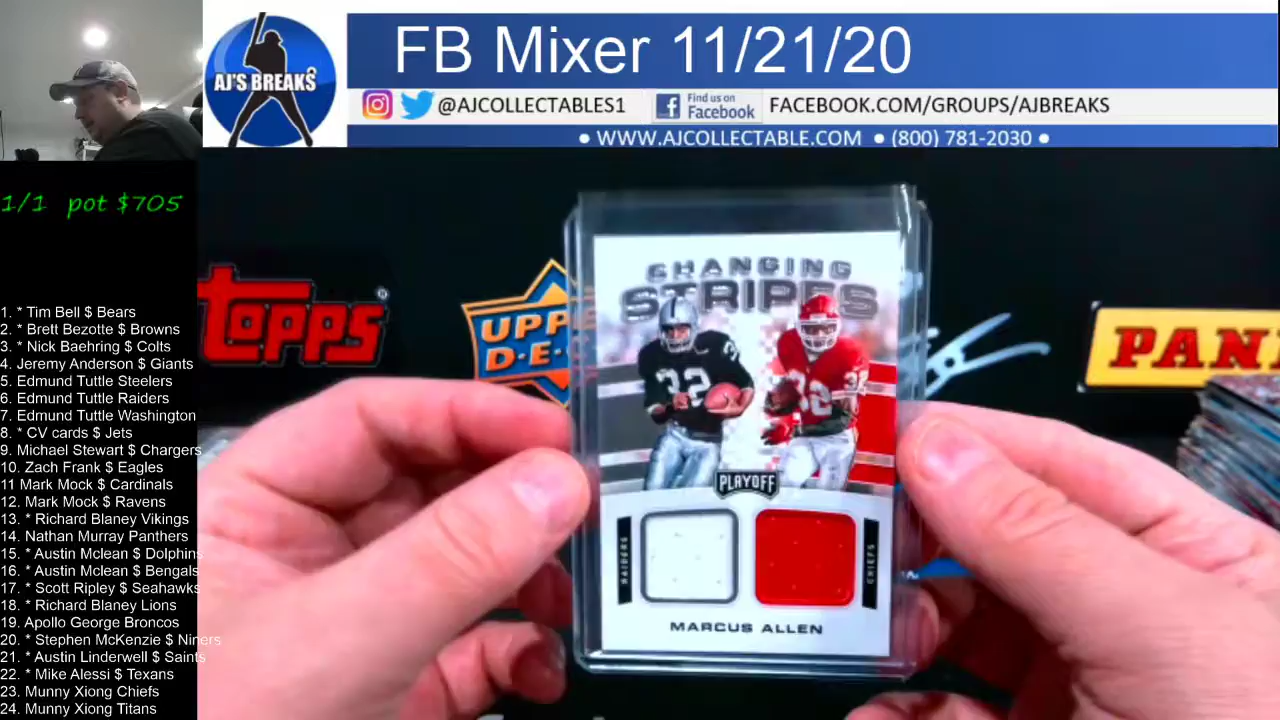 FB Mixer 11/21/20
AJ'S BREAKS
@AJCOLLECTABLES1
Find us on
Facebook
FACEBOOK.COM/GROUPS/AJBREAKS
● WWW.AJCOLLECTABLE.COM ● (800) 781-2030 ●
1/1 pot $705
1. * Tim Bell $ Bears
2. * Brett Bezotte $ Browns
3. * Nick Baehring $ Colts
4. Jeremy Anderson $ Giants
5. Edmund Tuttle Steelers
6. Edmund Tuttle Raiders
7. Edmund Tuttle Washington
8. * CV cards $ Jets
9. Michael Stewart $ Chargers
10. Zach Frank $ Eagles
11 Mark Mock $ Cardinals
12. Mark Mock $ Ravens
13. * Richard Blaney Vikings
14. Nathan Murray Panthers
15. * Austin Mclean $ Dolphins
16. * Austin Mclean $ Bengals
17. * Scott Ripley $ Seahawks
18. * Richard Blaney Lions
19. Apollo George Broncos
20. * Stephen McKenzie $ Niners
21. * Austin Linderwell $ Saints
22. * Mike Alessi $ Texans
23. Munny Xiong Chiefs
24. Munny Xiong Titans
topps
®
UPP
D·E·
PANI
CHANGING
STRIPES
32
32
32
PLAYOFF
RAIDERS
CHIEFS
MARCUS ALLEN